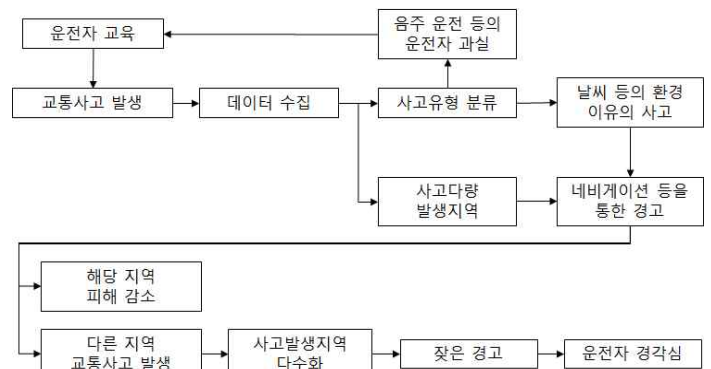 음주 운전 등의
운전자 과실
운전자 교육
교통사고 발생
데이터 수집
사고유형 분류
날씨 등의 환경
이유의 사고
사고다량
발생지역
네비게이션 등을
통한 경고
해당 지역
피해 감소
다른 지역
교통사고 발생
사고발생지역
다수화
잦은 경고
운전자 경각심